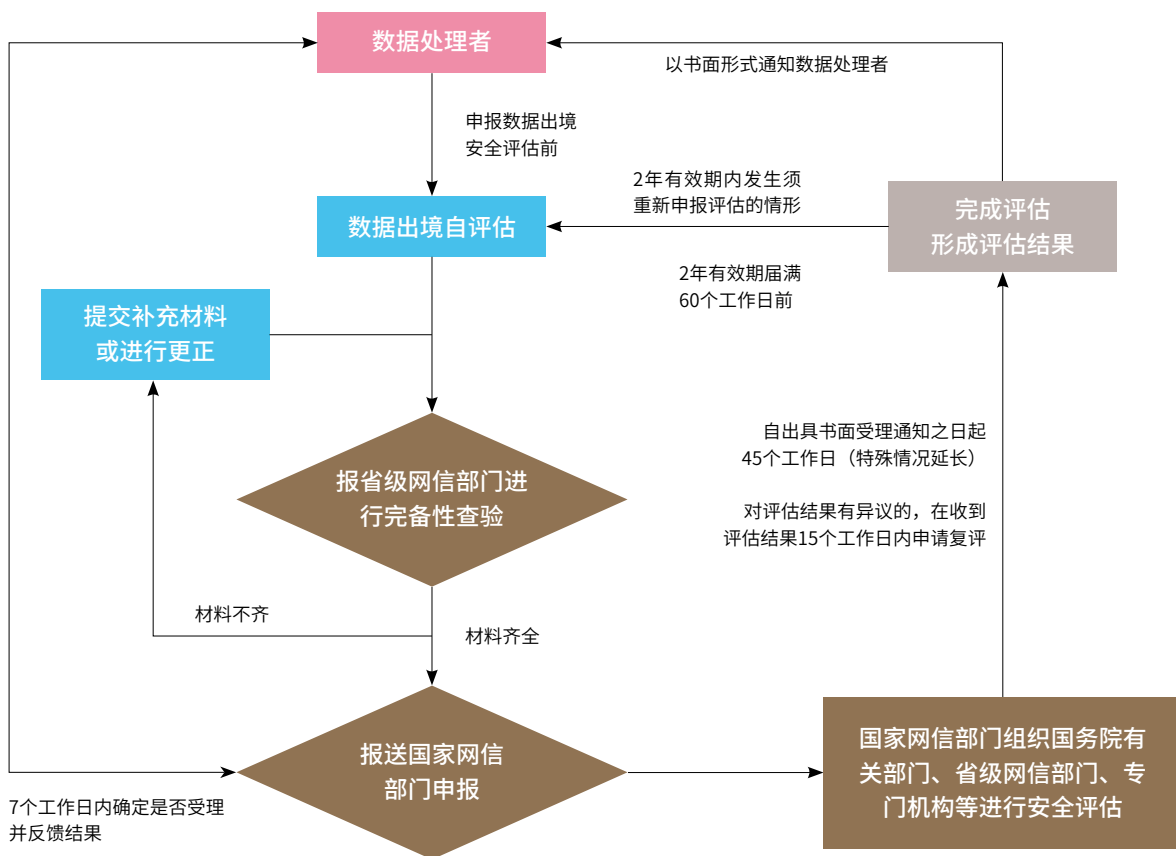 数据处理者
以书面形式通知数据处理者
申报数据出境
安全评估前
2年有效期内发生须
重新申报评估的情形
数据出境自评估
完成评估
形成评估结果
2年有效期届满
60个工作日前
提交补充材料
或进行更正
自出具书面受理通知之日起
45个工作日（特殊情况延长）
报省级网信部门进
行完备性查验
对评估结果有异议的，在收到
评估结果15个工作日内申请复评
材料不齐
材料齐全
报送国家网信
部门申报
国家网信部门组织国务院有
关部门、省级网信部门、专
门机构等进行安全评估
7个工作日内确定是否受理
并反馈结果